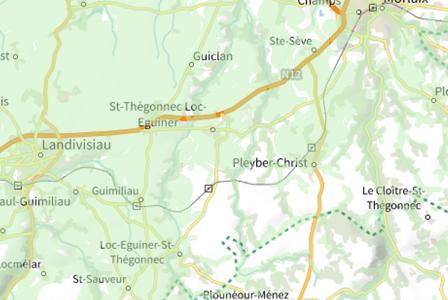 Champs
Morlaix
Ste-Sève
Guiclan
N12
St-Thégonnec Loc-
Eguiner
Landivisiau
Pleyber-Christ
Guimiliau
Le Cloître-St-
Thégonnec
Loc-Eguiner-St-
Thégonnec
St-Sauveur
Plounéour-Ménez